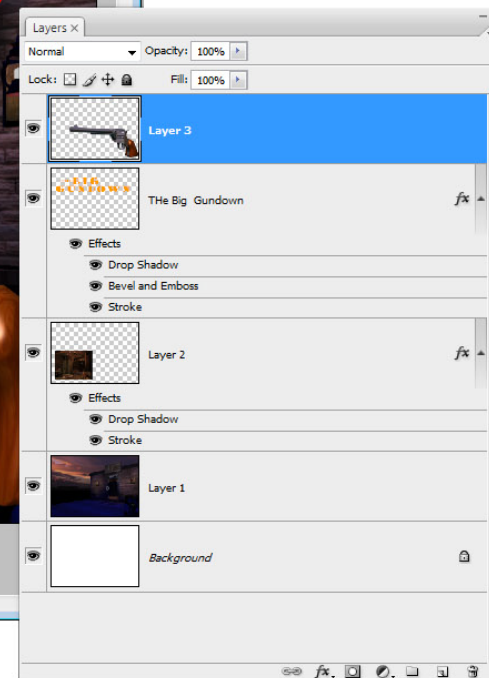 Layers ×
Normal Opacity: 100%
Lock: Fill: 100%
Layer 3
THe Big Gundown fx
Effects
Drop Shadow
Bevel and Emboss
Stroke
Layer 2 fx
Effects
Drop Shadow
Stroke
Layer 1
Background
fx.